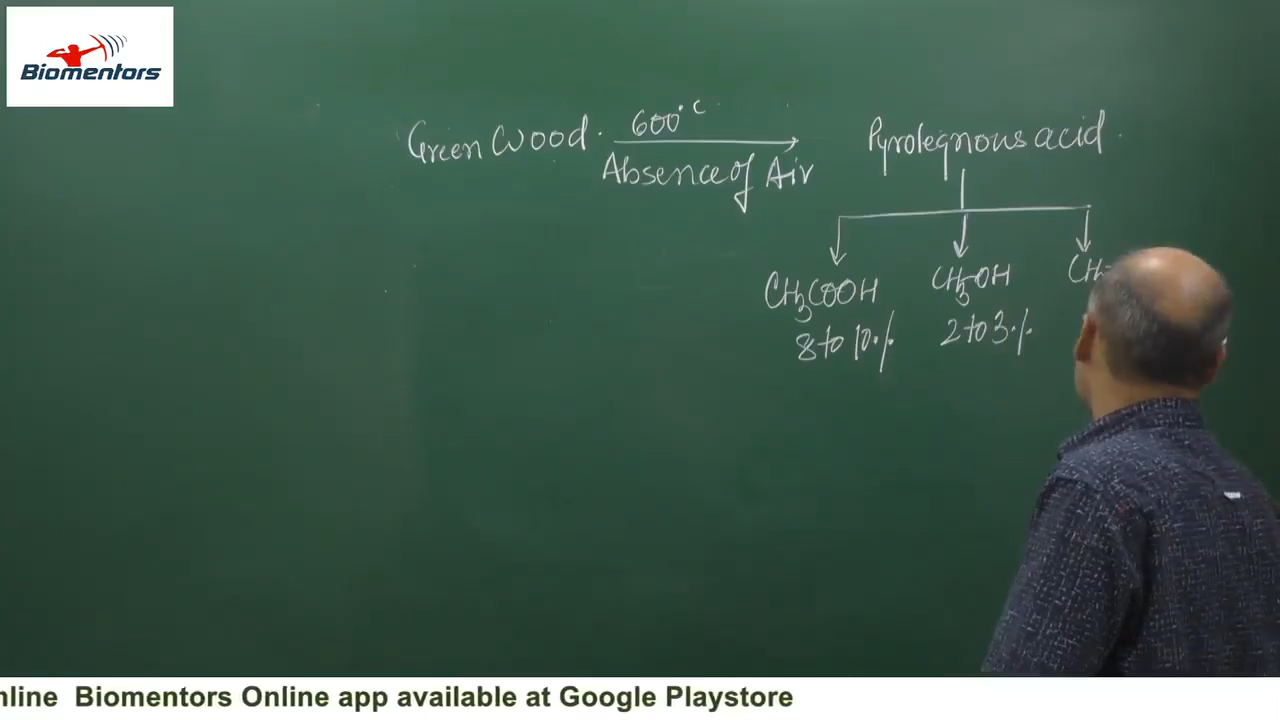 Biomentors
Green Wood. 600°C Pyrolegnous acid.
Absence of Air
CH3COOH CH3OH
8 to 10% 2 to 3%
nline Biomentors Online app available at Google Playstore